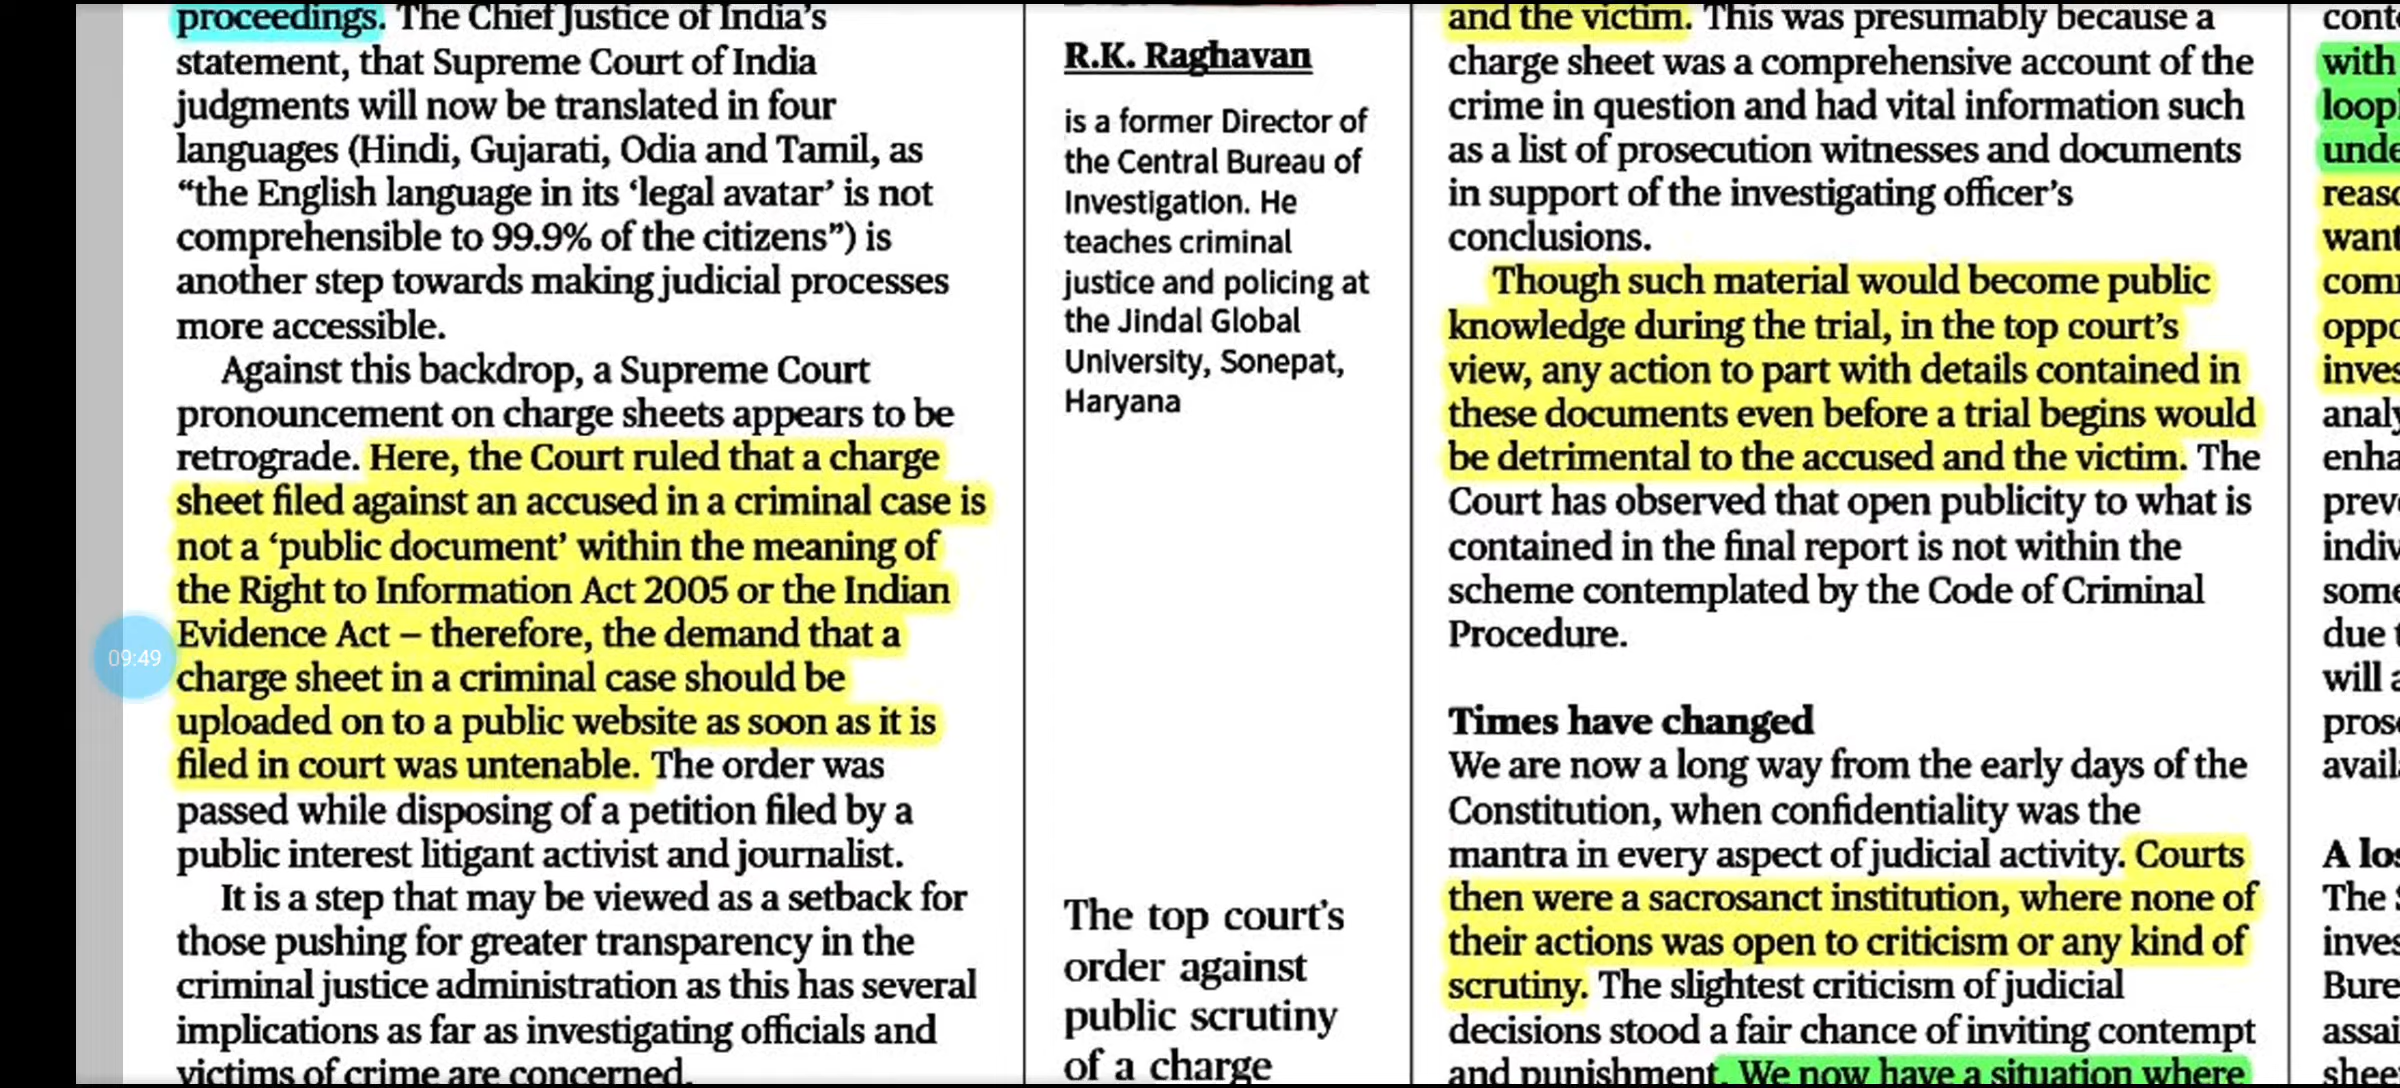 proceedings. The Chief Justice of India’s
statement, that Supreme Court of India
judgments will now be translated in four
languages (Hindi, Gujarati, Odia and Tamil, as
“the English language in its ‘legal avatar’ is not
comprehensible to 99.9% of the citizens”) is
another step towards making judicial processes
more accessible.
Against this backdrop, a Supreme Court
pronouncement on charge sheets appears to be
retrograde. Here, the Court ruled that a charge
sheet filed against an accused in a criminal case is
not a ‘public document’ within the meaning of
the Right to Information Act 2005 or the Indian
Evidence Act – therefore, the demand that a
charge sheet in a criminal case should be
uploaded on to a public website as soon as it is
filed in court was untenable. The order was
passed while disposing of a petition filed by a
public interest litigant activist and journalist.
It is a step that may be viewed as a setback for
those pushing for greater transparency in the
criminal justice administration as this has several
implications as far as investigating officials and
victims of crime are concerned.
09:49
R.K. Raghavan
is a former Director of
the Central Bureau of
Investigation. He
teaches criminal
justice and policing at
the Jindal Global
University, Sonepat,
Haryana
The top court’s
order against
public scrutiny
of a charge
and the victim. This was presumably because a
charge sheet was a comprehensive account of the
crime in question and had vital information such
as a list of prosecution witnesses and documents
in support of the investigating officer’s
conclusions.
Though such material would become public
knowledge during the trial, in the top court’s
view, any action to part with details contained in
these documents even before a trial begins would
be detrimental to the accused and the victim. The
Court has observed that open publicity to what is
contained in the final report is not within the
scheme contemplated by the Code of Criminal
Procedure.
Times have changed
We are now a long way from the early days of the
Constitution, when confidentiality was the
mantra in every aspect of judicial activity. Courts
then were a sacrosanct institution, where none of
their actions was open to criticism or any kind of
scrutiny. The slightest criticism of judicial
decisions stood a fair chance of inviting contempt
and punishment. We now have a situation where
with
will
A
The